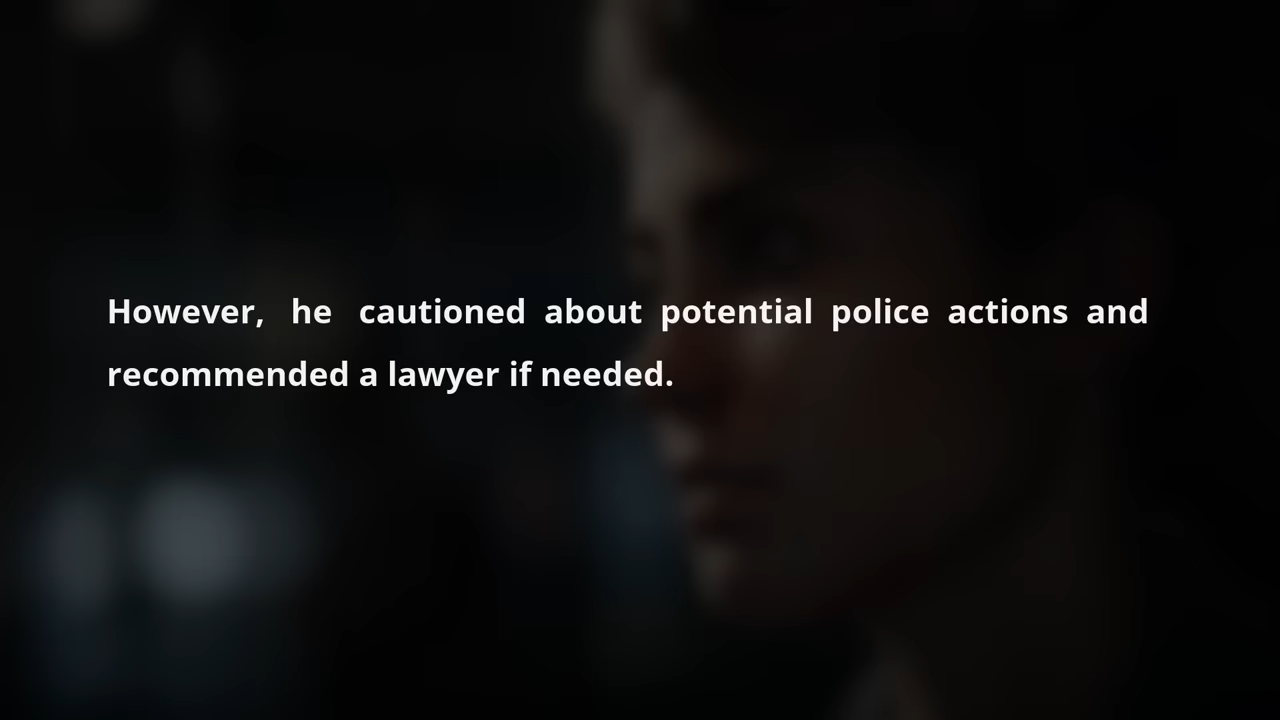 However, he cautioned about potential police actions and
recommended a lawyer if needed.